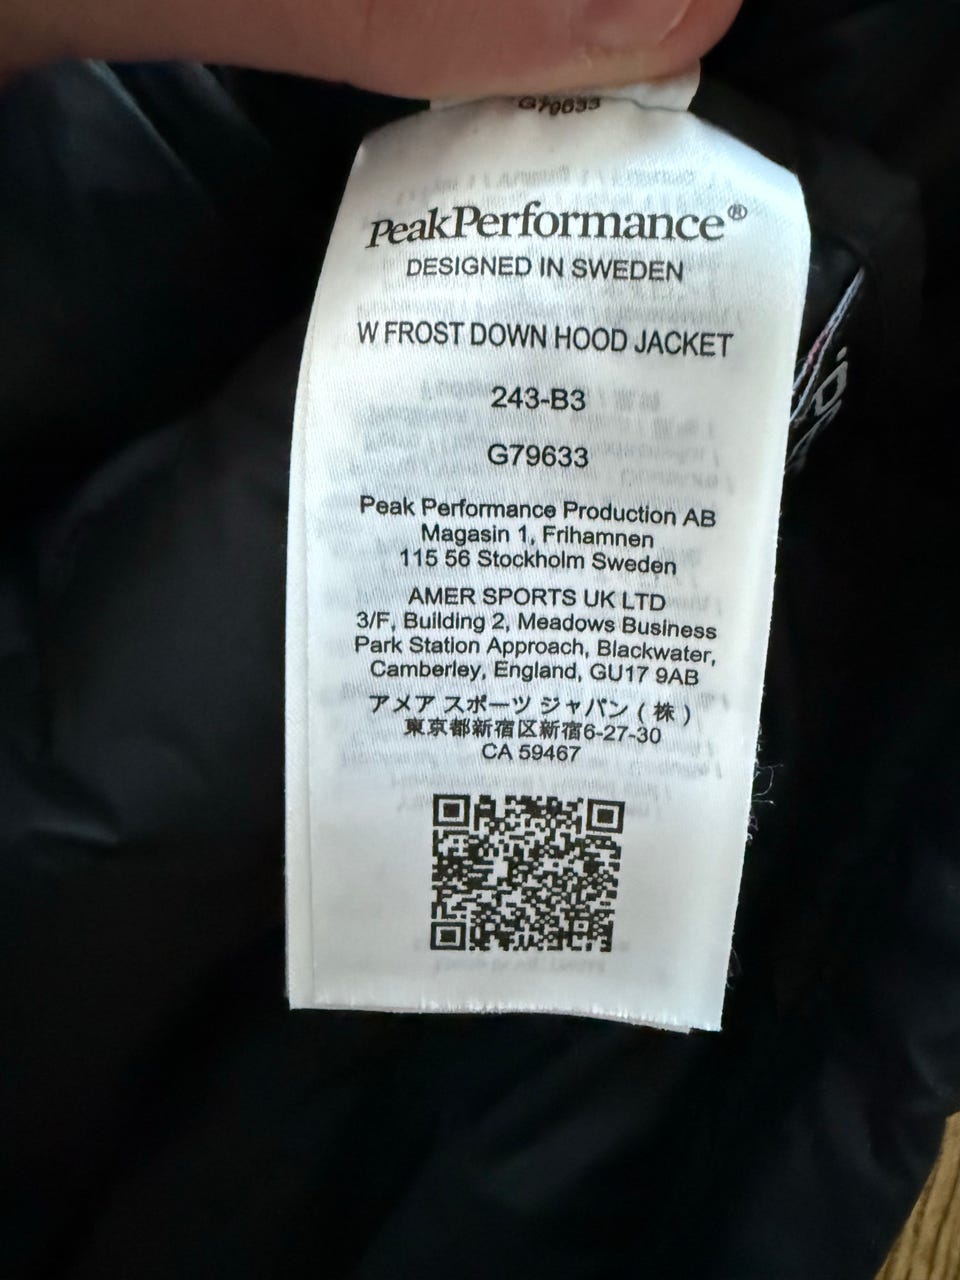 G79633
PeakPerformance®
DESIGNED IN SWEDEN
W FROST DOWN HOOD JACKET
243-B3
G79633
Peak Performance Production AB
Magasin 1, Frihamnen
115 56 Stockholm Sweden
AMER SPORTS UK LTD
3/F, Building 2, Meadows Business
Park Station Approach, Blackwater,
Camberley, England, GU17 9AB
アメア スポーツ ジャパン ( 株 )
東京都新宿区新宿6-27-30
CA 59467